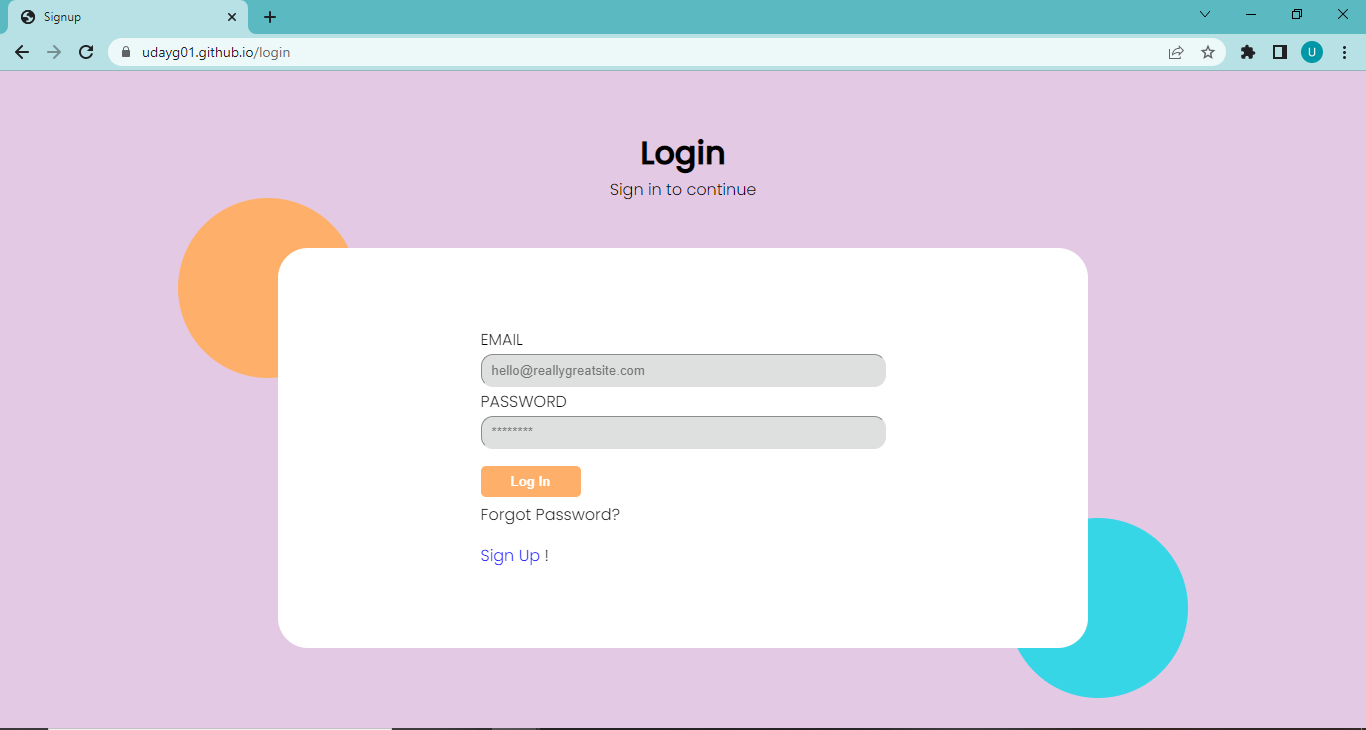 Signup
udayg01.github.io/login
U
Login
Sign in to continue
EMAIL
hello@reallygreatsite.com
PASSWORD
********
Log In
Forgot Password?
Sign Up !